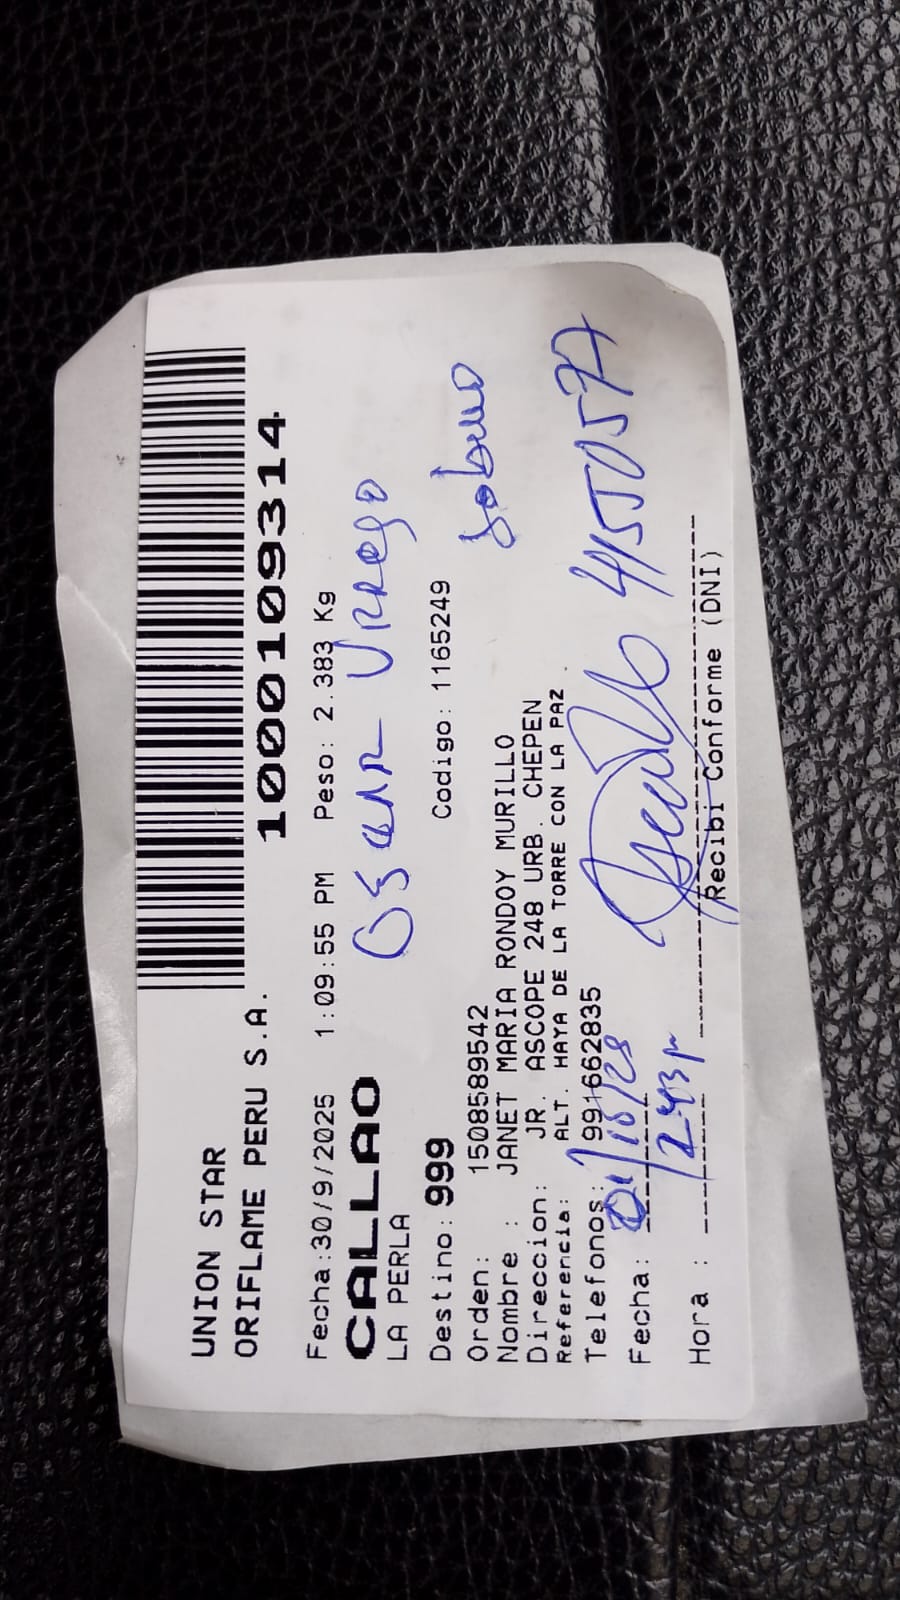 UNION STAR
ORIFLAME PERU S.A.
1000109314
Fecha:30/9/2025 1:09:55 PM Peso: 2.383 Kg
CALLAO OSCAR URREGO
LA PERLA
Destino: 999 Codigo: 1165249
sobrino
Orden: 1508589542
Nombre : JANET MARIA RONDOY MURILLO
Direccion: JR. ASCOPE 248 URB. CHEPEN
Referencia: ALT. HAYA DE LA TORRE CON LA PAZ
Telefonos: 991662835
Fecha: 01/10/25
Hora :
(Recibi Conforme (DNI)